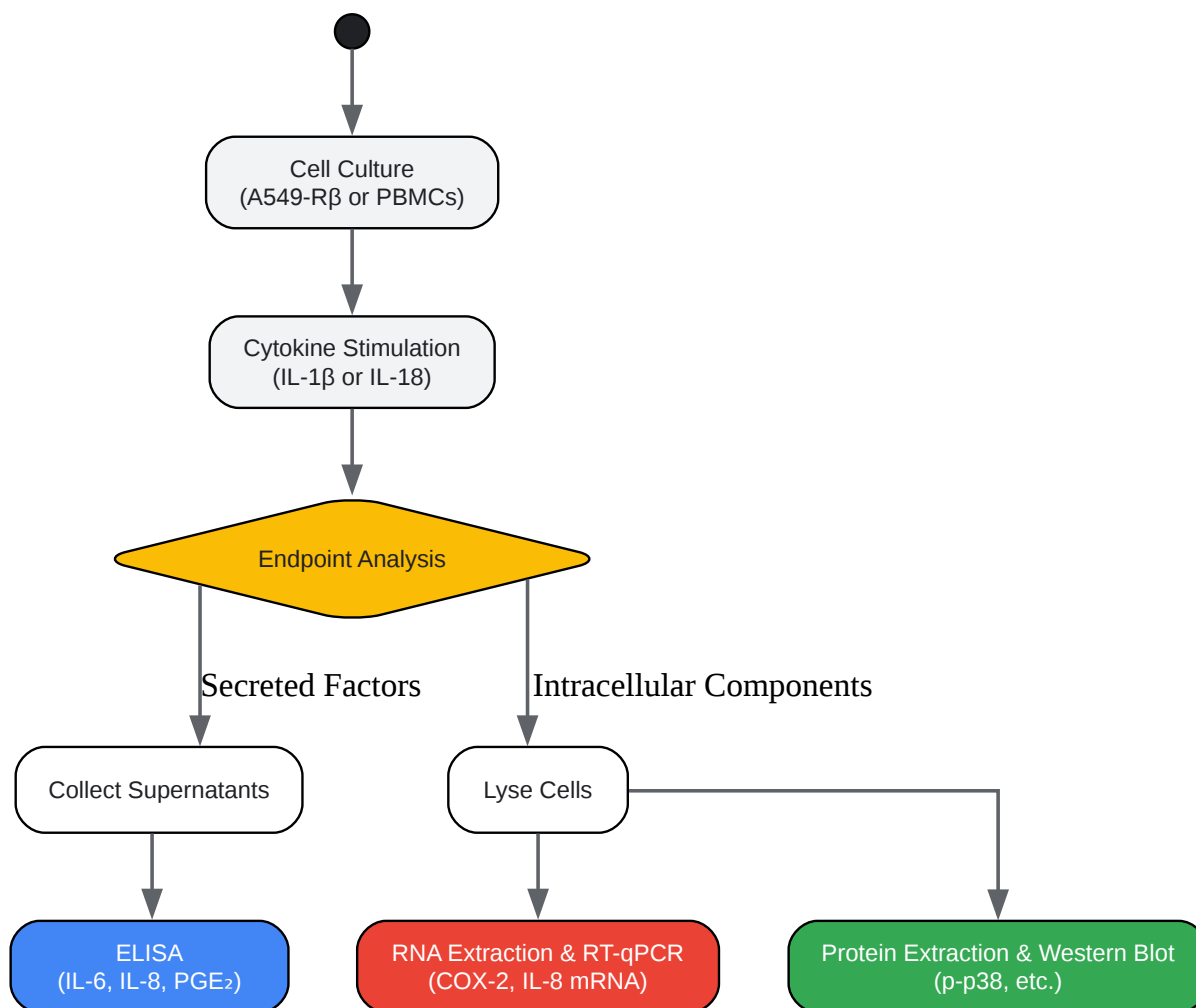 Cell Culture
(A549-Rβ or PBMCs)
Cytokine Stimulation
(IL-1β or IL-18)
Endpoint Analysis
Secreted Factors
Intracellular Components
Collect Supernatants
Lyse Cells
ELISA
(IL-6, IL-8, PGE₂)
RNA Extraction & RT-qPCR
(COX-2, IL-8 mRNA)
Protein Extraction & Western Blot
(p-p38, etc.)